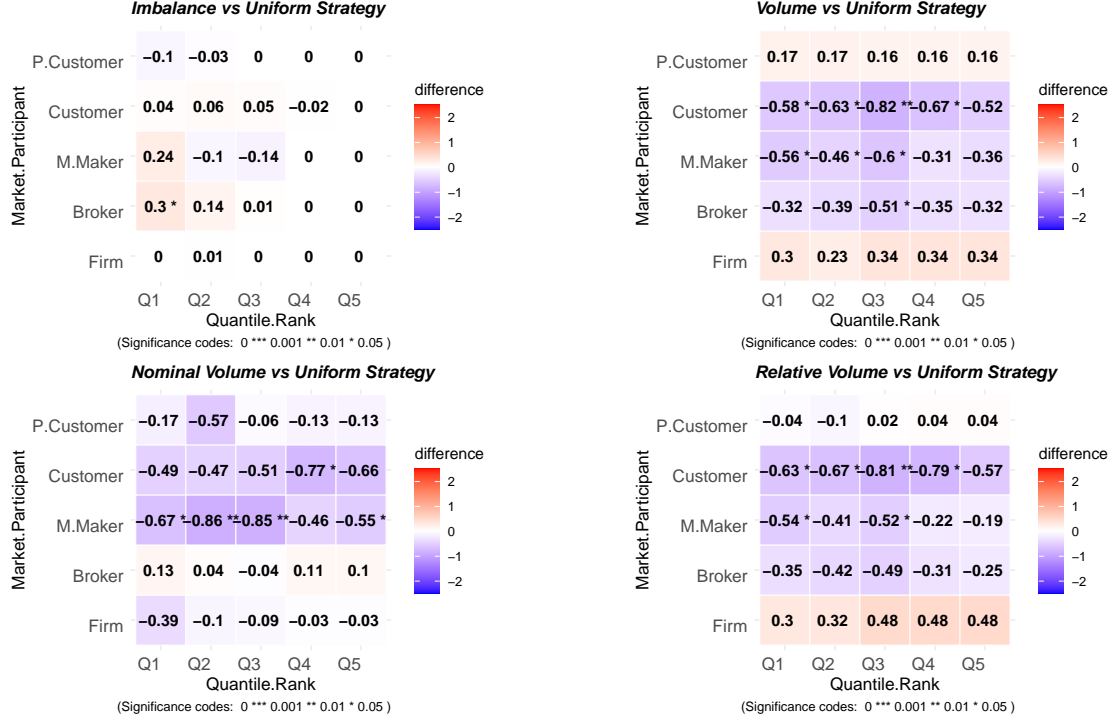 Imbalance vs Uniform Strategy
Market.Participant
P.Customer −0.1 −0.03 0 0 0
Customer 0.04 0.06 0.05 −0.02 0
M.Maker 0.24 −0.1 −0.14 0 0
Broker 0.3 * 0.14 0.01 0 0
Firm 0 0.01 0 0 0
Q1 Q2 Q3 Q4 Q5
Quantile.Rank
(Significance codes: 0 *** 0.001 ** 0.01 * 0.05 )
difference
2
1
0
−1
−2
Volume vs Uniform Strategy
Market.Participant
P.Customer 0.17 0.17 0.16 0.16 0.16
Customer −0.58 * −0.63 * −0.82 ** −0.67 * −0.52
M.Maker −0.56 * −0.46 * −0.6 * −0.31 −0.36
Broker −0.32 −0.39 −0.51 * −0.35 −0.32
Firm 0.3 0.23 0.34 0.34 0.34
Q1 Q2 Q3 Q4 Q5
Quantile.Rank
(Significance codes: 0 *** 0.001 ** 0.01 * 0.05 )
difference
2
1
0
−1
−2
Nominal Volume vs Uniform Strategy
Market.Participant
P.Customer −0.17 −0.57 −0.06 −0.13 −0.13
Customer −0.49 −0.47 −0.51 −0.77 * −0.66
M.Maker −0.67 * −0.86 ** −0.85 ** −0.46 −0.55 *
Broker 0.13 0.04 −0.04 0.11 0.1
Firm −0.39 −0.1 −0.09 −0.03 −0.03
Q1 Q2 Q3 Q4 Q5
Quantile.Rank
(Significance codes: 0 *** 0.001 ** 0.01 * 0.05 )
difference
2
1
0
−1
−2
Relative Volume vs Uniform Strategy
Market.Participant
P.Customer −0.04 −0.1 0.02 0.04 0.04
Customer −0.63 * −0.67 * −0.81 ** −0.79 * −0.57
M.Maker −0.54 * −0.41 −0.52 * −0.22 −0.19
Broker −0.35 −0.42 −0.49 −0.31 −0.25
Firm 0.3 0.32 0.48 0.48 0.48
Q1 Q2 Q3 Q4 Q5
Quantile.Rank
(Significance codes: 0 *** 0.001 ** 0.01 * 0.05 )
difference
2
1
0
−1
−2